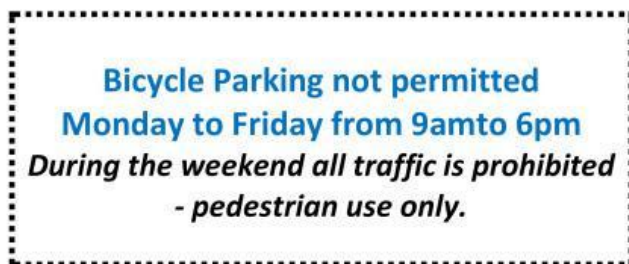 Bicycle Parking not permitted
Monday to Friday from 9amto 6pm
During the weekend all traffic is prohibited
- pedestrian use only.